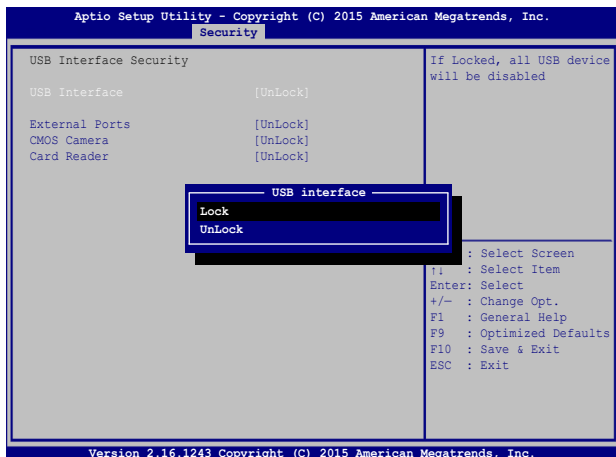 Aptio Setup Utility - Copyright (C) 2015 American Megatrends, Inc.
Security
USB Interface Security
USB Interface [UnLock]
External Ports [UnLock]
CMOS Camera [UnLock]
Card Reader [UnLock]
USB interface
Lock
UnLock
If Locked, all USB device
will be disabled
: Select Screen
↑↓ : Select Item
Enter: Select
+/— : Change Opt.
F1 : General Help
F9 : Optimized Defaults
F10 : Save & Exit
ESC : Exit
Version 2.16.1243 Copyright (C) 2015 American Megatrends, Inc.